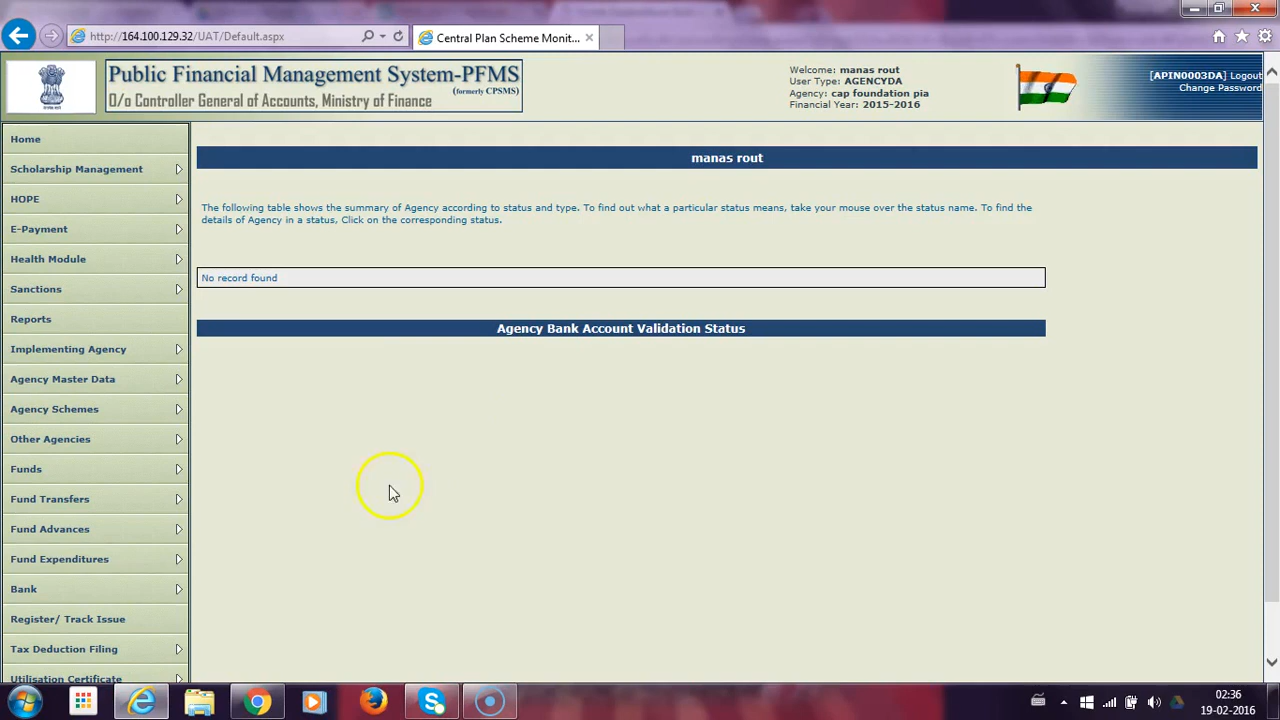 http://164.100.129.32/UAT/Default.aspx
Central Plan Scheme Monit...
Public Financial Management System-PFMS
(formerly CPSMS)
O/o Controller General of Accounts, Ministry of Finance
Welcome: manas rout
User Type: AGENCYDA
Agency: cap foundation pia
Financial Year: 2015-2016
[APIN0003DA] Logout
Change Password
Home
Scholarship Management
HOPE
E-Payment
Health Module
Sanctions
Reports
Implementing Agency
Agency Master Data
Agency Schemes
Other Agencies
Funds
Fund Transfers
Fund Advances
Fund Expenditures
Bank
Register/ Track Issue
Tax Deduction Filing
Utilisation Certificate
manas rout
The following table shows the summary of Agency according to status and type. To find out what a particular status means, take your mouse over the status name. To find the
details of Agency in a status, Click on the corresponding status.
No record found
Agency Bank Account Validation Status
02:36
19-02-2016